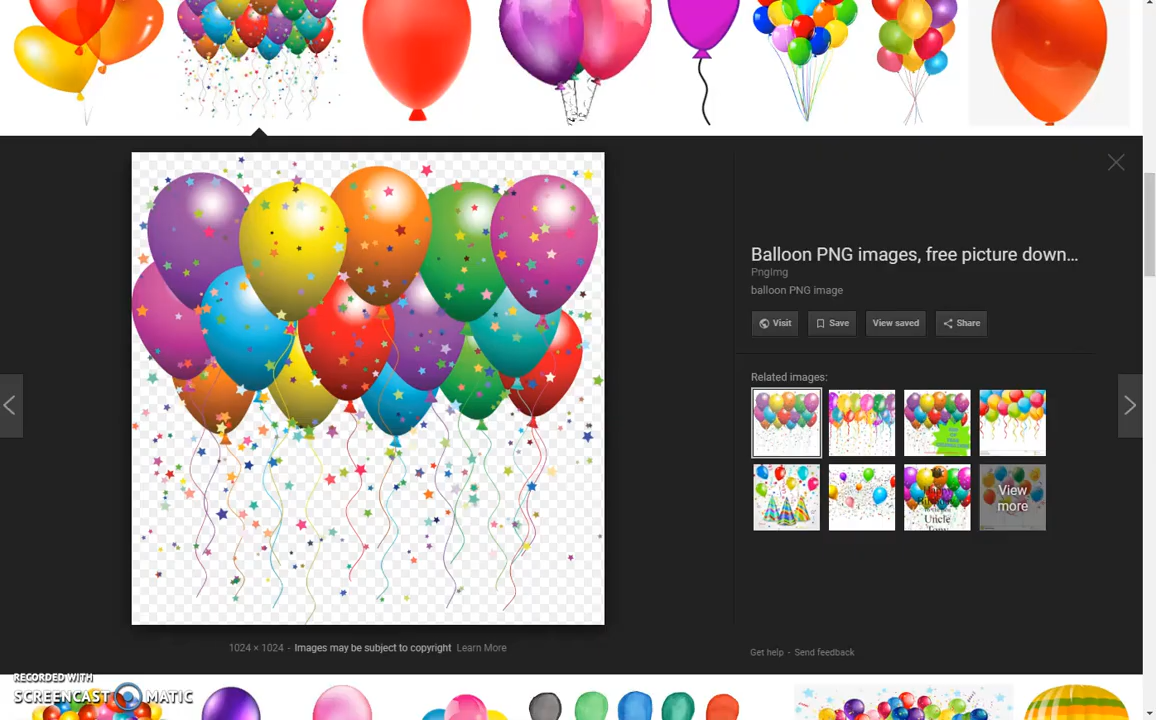 Balloon PNG images, free picture down...
PngImg
balloon PNG image
Visit
Save
View saved
Share
Related images:
Uncle
View
more
1024 × 1024 - Images may be subject to copyright Learn More
Get help - Send feedback
RECORDED WITH
SCREENCAST MATIC